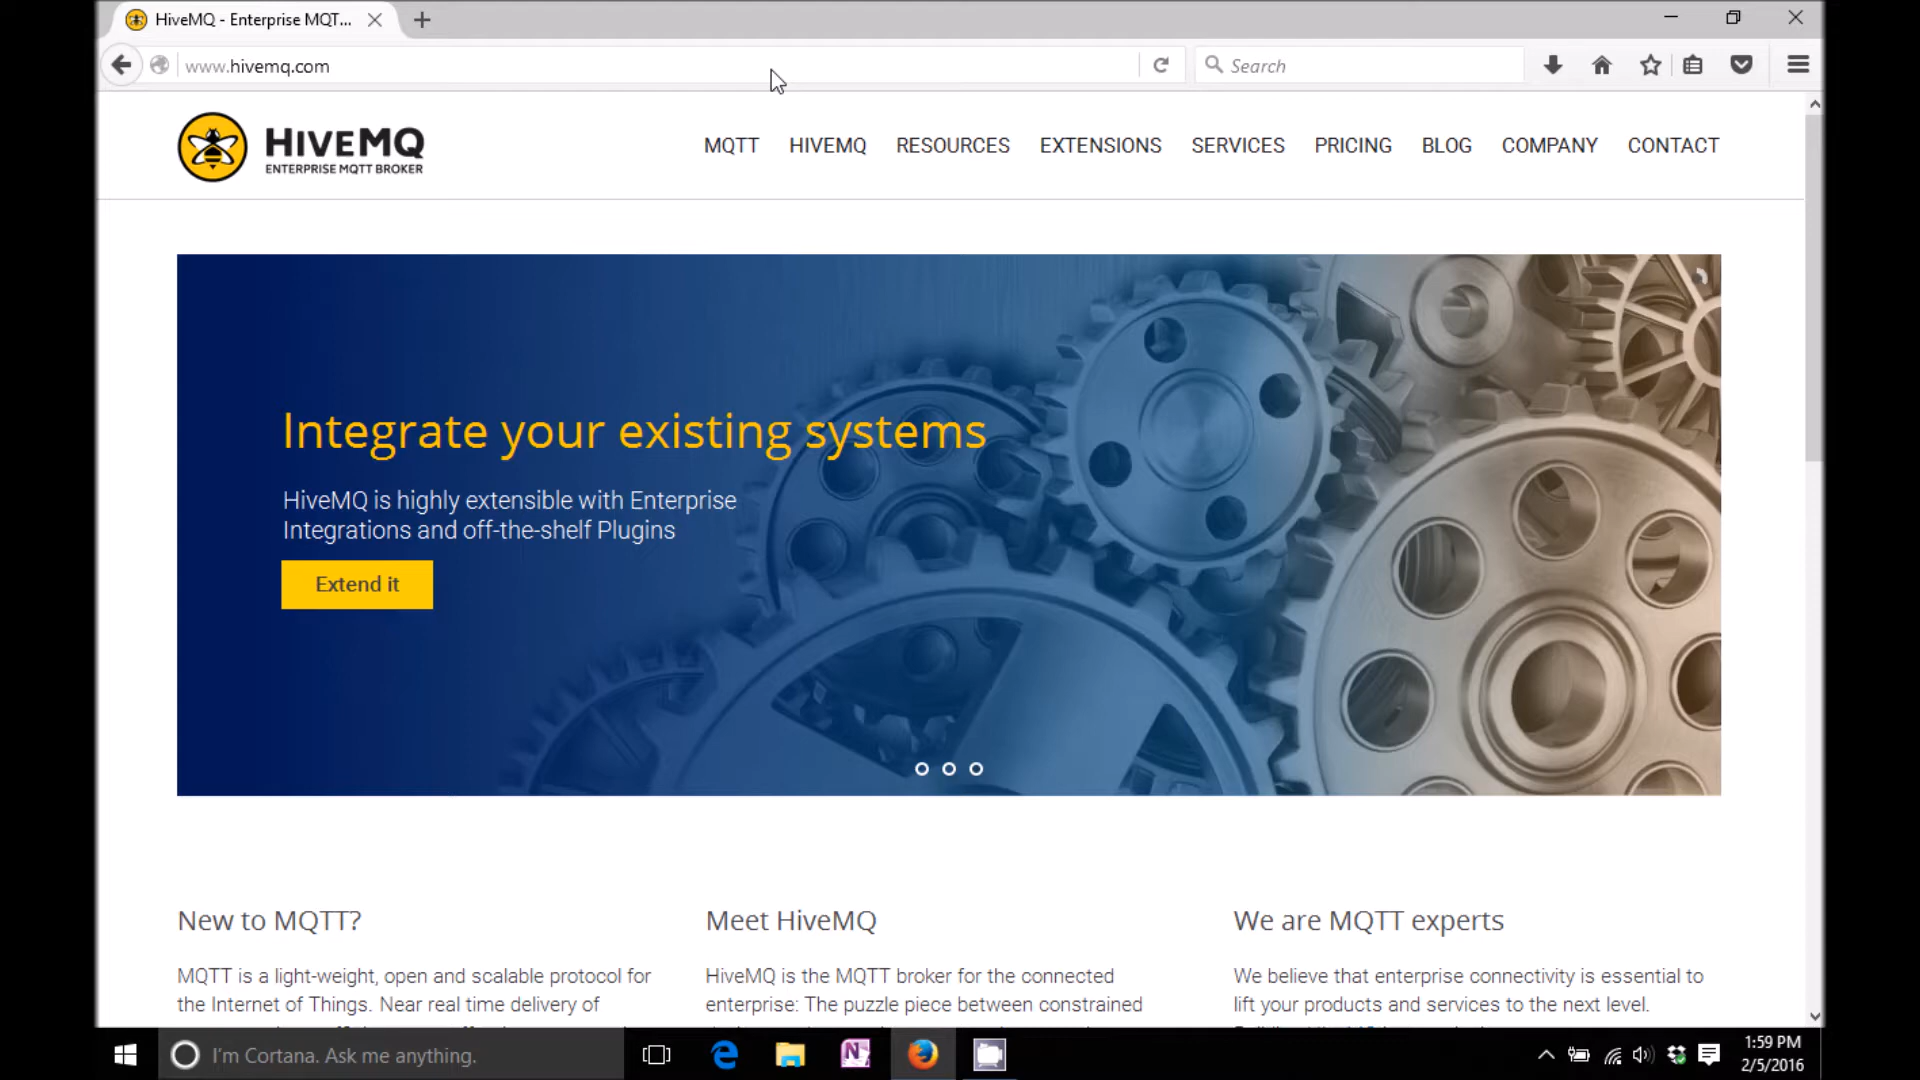 HiveMQ - Enterprise MQT...
www.hivemq.com
Search
HIVEMQ
ENTERPRISE MQTT BROKER
MQTT HIVEMQ RESOURCES EXTENSIONS SERVICES PRICING BLOG COMPANY CONTACT
Integrate your existing systems
HiveMQ is highly extensible with Enterprise
Integrations and off-the-shelf Plugins
Extend it
New to MQTT?
MQTT is a light-weight, open and scalable protocol for
the Internet of Things. Near real time delivery of
Meet HiveMQ
HiveMQ is the MQTT broker for the connected
enterprise: The puzzle piece between constrained
We are MQTT experts
We believe that enterprise connectivity is essential to
lift your products and services to the next level.
I'm Cortana. Ask me anything.
N
1:59 PM
2/5/2016